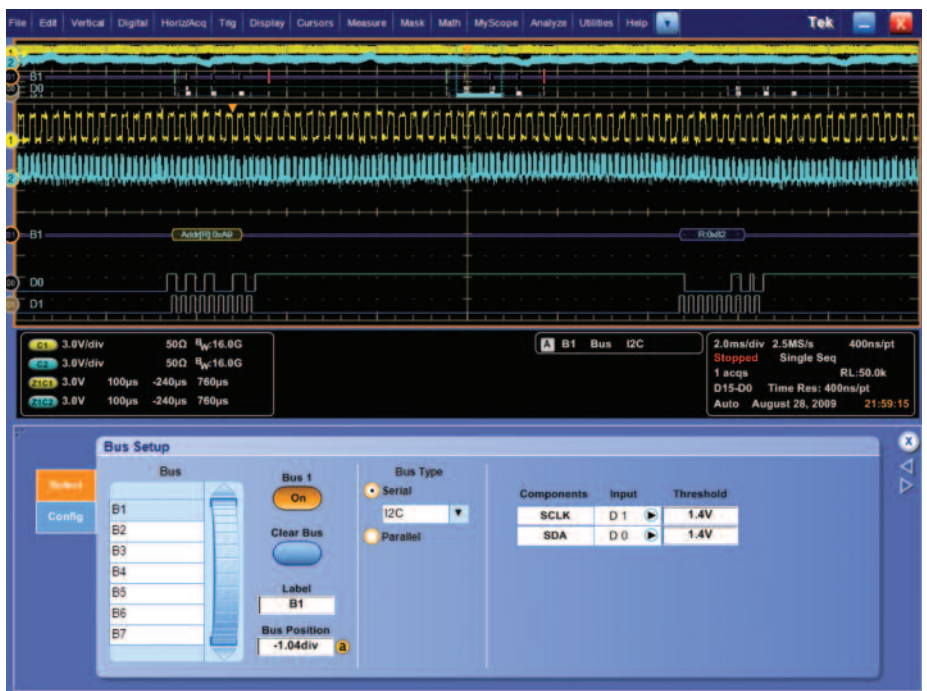 File Edit Vertical Digital Horiz/Acq Trig Display Cursors Measure Mask Math MyScope Analyze Utilities Help Tek
1
2
B1
D0
1
2
B1
Addr[R]:0xA9 R:0x82
D0
D1
C1 3.0V/div 50Ω BW:16.0G
C2 3.0V/div 50Ω BW:16.0G
Z1C1 3.0V 100µs -240µs 760µs
Z1C2 3.0V 100µs -240µs 760µs
A B1 Bus I2C
2.0ms/div 2.5MS/s 400ns/pt
Stopped Single Seq
1 acqs RL:50.0k
D15-D0 Time Res: 400ns/pt
Auto August 28, 2009 21:59:15
Bus Setup
Select
Config
Bus
B1
B2
B3
B4
B5
B6
B7
Bus 1
On
Clear Bus
Label
B1
Bus Position
-1.04div a
Bus Type
Serial
I2C
Parallel
Components Input Threshold
SCLK D 1 1.4V
SDA D 0 1.4V